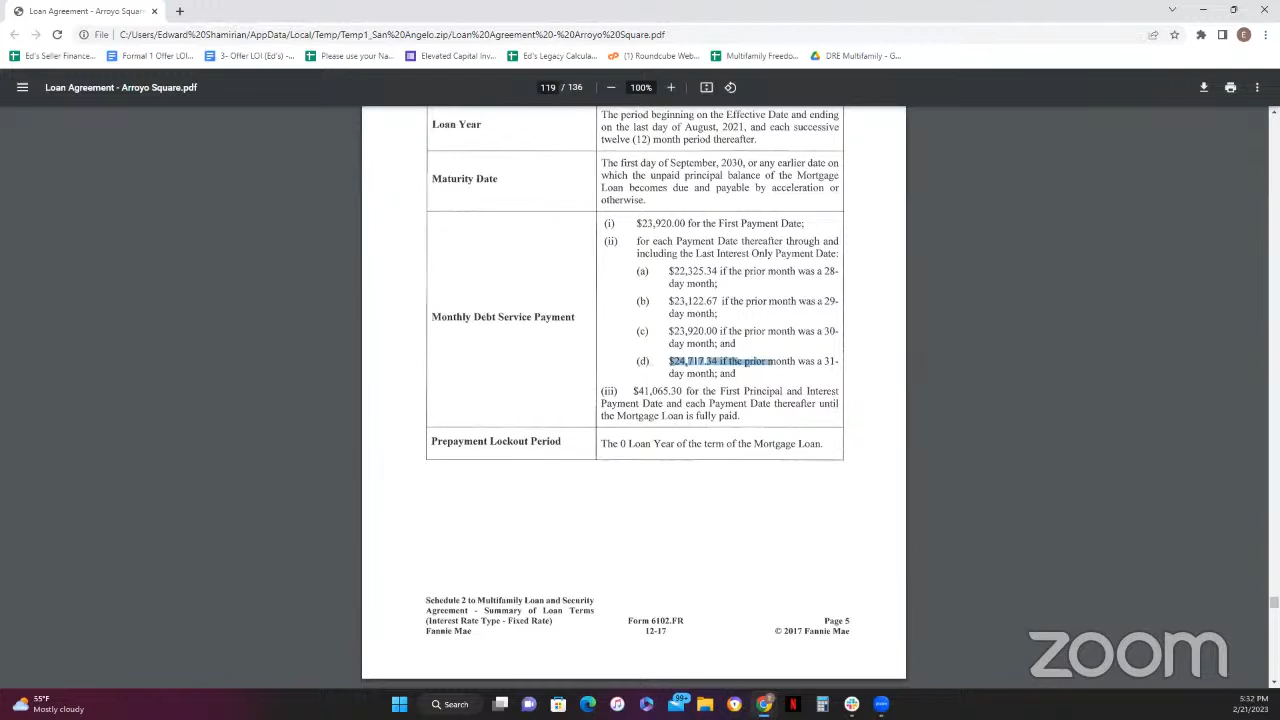 Loan Agreement - Arroyo Square
File
C:/Users/Edward%20Shamirian/AppData/Local/Temp/Temp1_San%20Angelo.zip/Loan%20Agreement%20-%20Arroyo%20Square.pdf
E
Ed's Seller Finance...
Formal 1 Offer LOI...
3- Offer LOI (Ed's) -...
Please use your Na...
Elevated Capital Inv...
Ed's Legacy Calcula...
(1) Roundcube Web...
Multifamily Freedo...
DRE Multifamily - G...
Loan Agreement - Arroyo Square.pdf
119 / 136
100%
Loan Year
The period beginning on the Effective Date and ending
on the last day of August, 2021, and each successive
twelve (12) month period thereafter.
Maturity Date
The first day of September, 2030, or any earlier date on
which the unpaid principal balance of the Mortgage
Loan becomes due and payable by acceleration or
otherwise.
Monthly Debt Service Payment
(i) $23,920.00 for the First Payment Date;
(ii) for each Payment Date thereafter through and
including the Last Interest Only Payment Date:
(a) $22,325.34 if the prior month was a 28-
day month;
(b) $23,122.67 if the prior month was a 29-
day month;
(c) $23,920.00 if the prior month was a 30-
day month; and
(d) $24,717.34 if the prior month was a 31-
day month; and
(iii) $41,065.30 for the First Principal and Interest
Payment Date and each Payment Date thereafter until
the Mortgage Loan is fully paid.
Prepayment Lockout Period
The 0 Loan Year of the term of the Mortgage Loan.
Schedule 2 to Multifamily Loan and Security
Agreement - Summary of Loan Terms
(Interest Rate Type - Fixed Rate)
Fannie Mae
Form 6102.FR
12-17
Page 5
© 2017 Fannie Mae
zoom
55°F
Mostly cloudy
Search
99+
5:32 PM
2/21/2023